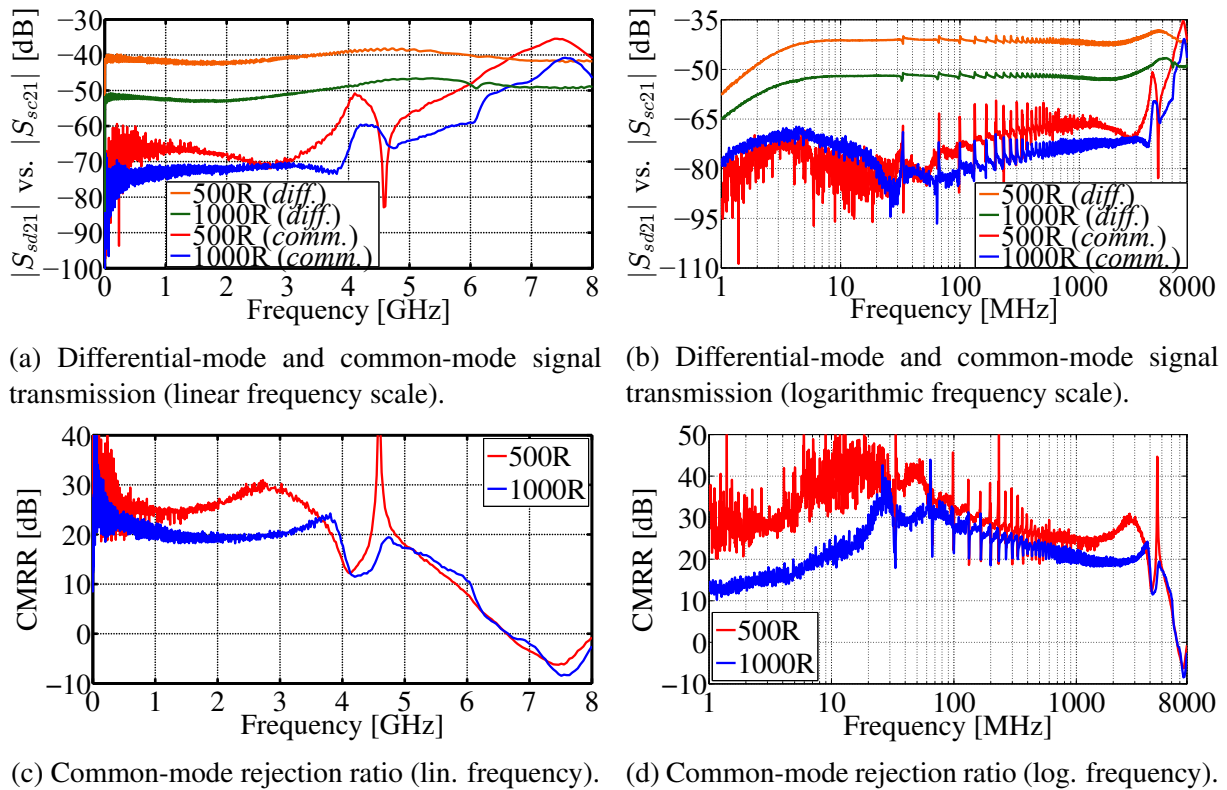 |S_sd21| vs. |S_sc21| [dB]
−30
−40
−50
−60
−70
−80
−90
−100
500R (diff.)
1000R (diff.)
500R (comm.)
1000R (comm.)
0 1 2 3 4 5 6 7 8
Frequency [GHz]
(a) Differential-mode and common-mode signal
transmission (linear frequency scale).
|S_sd21| vs. |S_sc21| [dB]
−35
−50
−65
−80
−95
−110
500R (diff.)
1000R (diff.)
500R (comm.)
1000R (comm.)
1 10 100 1000 8000
Frequency [MHz]
(b) Differential-mode and common-mode signal
transmission (logarithmic frequency scale).
CMRR [dB]
40
30
20
10
0
−10
500R
1000R
0 1 2 3 4 5 6 7 8
Frequency [GHz]
(c) Common-mode rejection ratio (lin. frequency).
CMRR [dB]
50
40
30
20
10
0
−10
500R
1000R
1 10 100 1000 8000
Frequency [MHz]
(d) Common-mode rejection ratio (log. frequency).